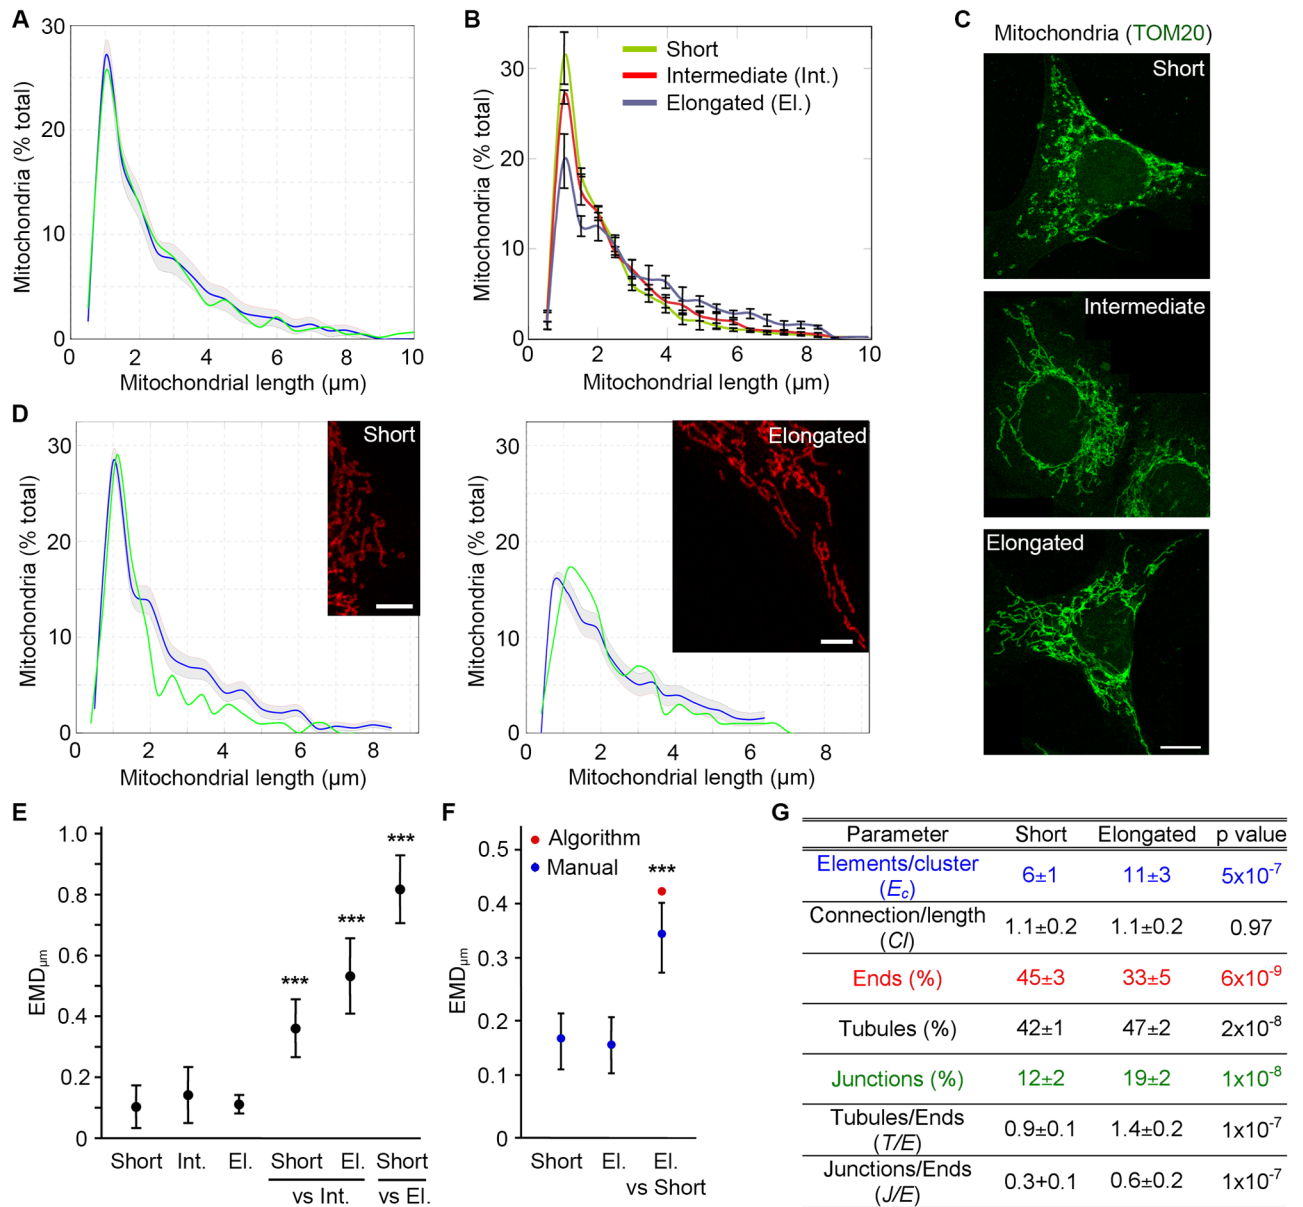 A
30
20
10
0
Mitochondria (% total)
0 2 4 6 8 10
Mitochondrial length (µm)
B
30
20
10
0
Mitochondria (% total)
Short
Intermediate (Int.)
Elongated (El.)
0 2 4 6 8 10
Mitochondrial length (µm)
C
Mitochondria (TOM20)
Short
Intermediate
Elongated
D
30
20
10
0
Mitochondria (% total)
Short
0 2 4 6 8
Mitochondrial length (µm)
30
20
10
0
Mitochondria (% total)
Elongated
0 2 4 6 8
Mitochondrial length (µm)
E
1.0
0.8
0.6
0.4
0.2
0
EMDµm
***
***
***
Short Int. El. Short El. Short
vs Int. vs El.
F
0.5
0.4
0.3
0.2
0.1
0
EMDµm
Algorithm
Manual
***
Short El. El.
vs Short
G
Parameter Short Elongated p value
Elements/cluster
(Ec) 6±1 11±3 5x10⁻⁷
Connection/length
(Cl) 1.1±0.2 1.1±0.2 0.97
Ends (%) 45±3 33±5 6x10⁻⁹
Tubules (%) 42±1 47±2 2x10⁻⁸
Junctions (%) 12±2 19±2 1x10⁻⁸
Tubules/Ends
(T/E) 0.9±0.1 1.4±0.2 1x10⁻⁷
Junctions/Ends
(J/E) 0.3+0.1 0.6±0.2 1x10⁻⁷